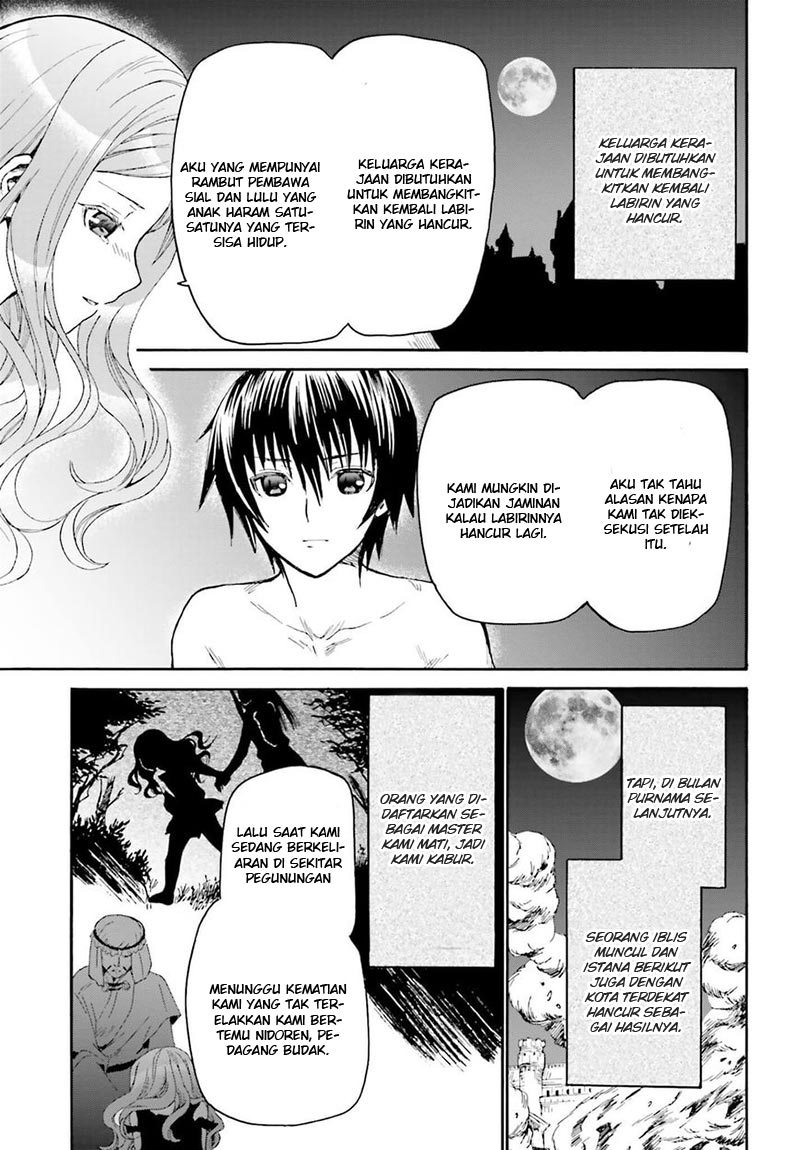 KELUARGA KERA-
JAAN DIBUTUHKAN
UNTUK MEMBANG-
KITKAN KEMBALI
LABIRIN YANG
HANCUR.
KELUARGA KERA-
JAAN DIBUTUHKAN
UNTUK MEMBANGKIT-
KAN KEMBALI LABI-
RIN YANG HANCUR.
AKU YANG MEMPUNYAI
RAMBUT PEMBAWA
SIAL DAN LULU YANG
ANAK HARAM SATU-
SATUNYA YANG TER-
SISA HIDUP.
AKU TAK TAHU
ALASAN KENAPA
KAMI TAK DIEK-
SEKUSI SETELAH
ITU.
KAMI MUNGKIN DI-
JADIKAN JAMINAN
KALAU LABIRINNYA
HANCUR LAGI.
TAPI, DI BULAN
PURNAMA SE-
LANJUTNYA.
SEORANG IBLIS
MUNCUL DAN
ISTANA BERIKUT
JUGA DENGAN
KOTA TERDEKAT
HANCUR SEBA-
GAI HASILNYA.
ORANG YANG DI-
DAFTARKAN SE-
BAGAI MASTER
KAMI MATI, JADI
KAMI KABUR.
LALU SAAT KAMI
SEDANG BERKELI-
ARAN DI SEKITAR
PEGUNUNGAN
MENUNGGU KEMATIAN
KAMI YANG TAK TER-
ELAKKAN KAMI BER-
TEMU NIDOREN, PE-
DAGANG BUDAK.